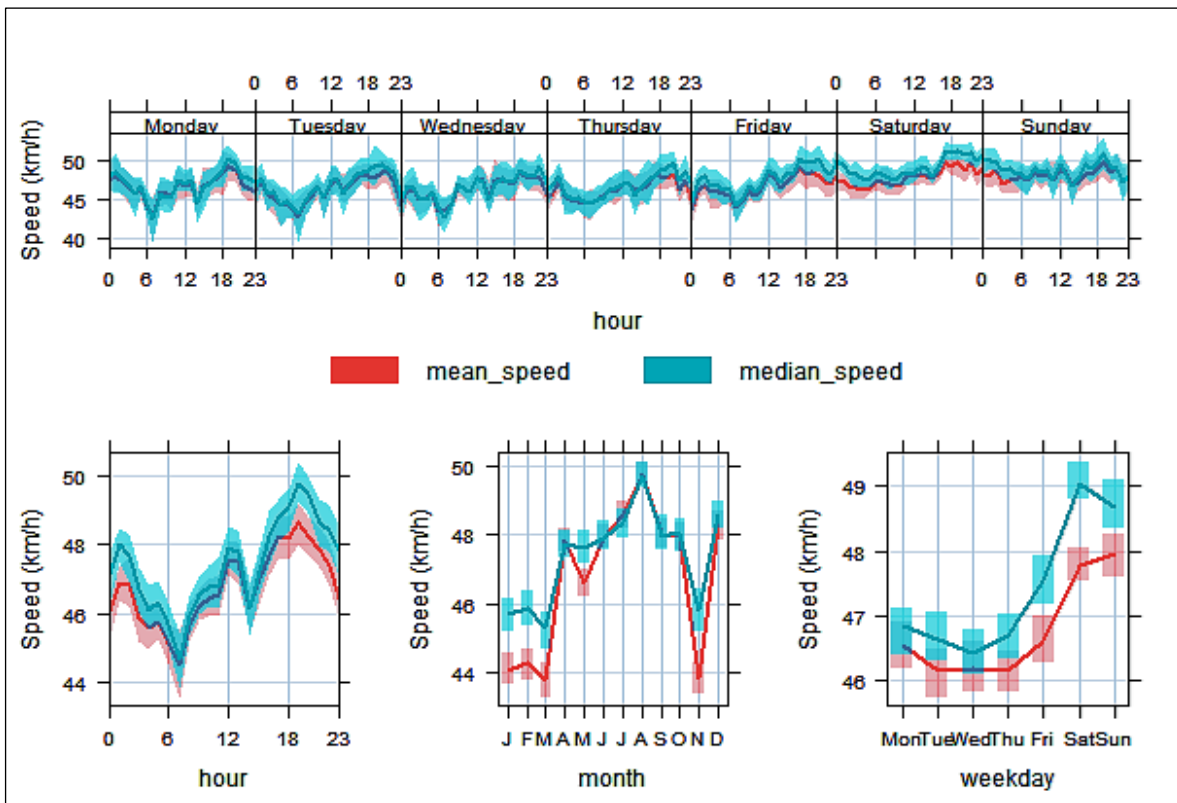 0 6 12 18 23 0 6 12 18 23 0 6 12 18 23
Monday Tuesday Wednesday Thursday Friday Saturday Sunday
Speed (km/h)
50
45
40
0 6 12 18 23 0 6 12 18 23 0 6 12 18 23 0 6 12 18 23
hour
mean_speed median_speed
Speed (km/h)
50
48
46
44
0 6 12 18 23
hour
Speed (km/h)
50
48
46
44
J F M A M J J A S O N D
month
Speed (km/h)
49
48
47
46
Mon Tue Wed Thu Fri Sat Sun
weekday